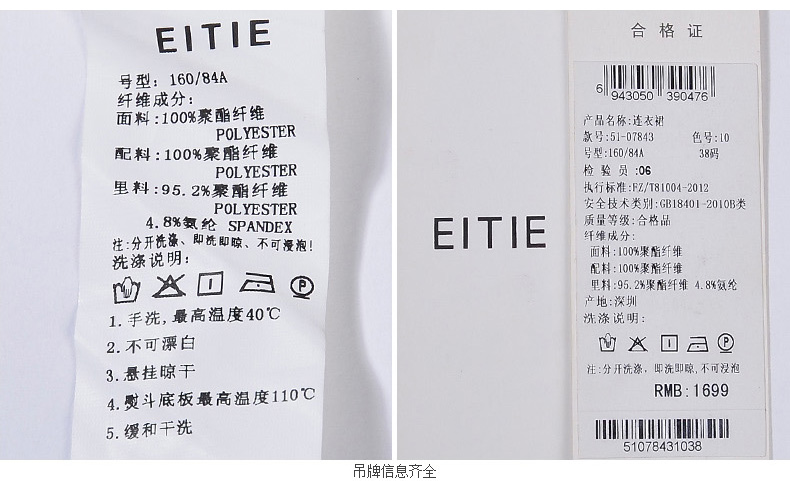 EITIE
号型: 160/84A
纤维成分:
面料:100%聚酯纤维
POLYESTER
配料:100%聚酯纤维
POLYESTER
里料:95.2%聚酯纤维
POLYESTER
4.8%氨纶 SPANDEX
注:分开洗涤、即洗即晾、不可浸泡!
洗涤说明:
1.手洗,最高温度40℃
2.不可漂白
3.悬挂晾干
4.熨斗底板最高温度110℃
5.缓和干洗
EITIE
合格证
6 943050 390476
产品名称:连衣裙
款号:51-07843 色号:10
号型:160/84A 38码
检 验 员 :06
执行标准:FZ/T81004-2012
安全技术类别:GB18401-2010B类
质量等级:合格品
纤维成分:
面料:100%聚酯纤维
配料:100%聚酯纤维
里料:95.2%聚酯纤维 4.8%氨纶
产地:深圳
洗涤说明:
注:分开洗涤，即洗即晾,不可浸泡
RMB:1699
51078431038
吊牌信息齐全